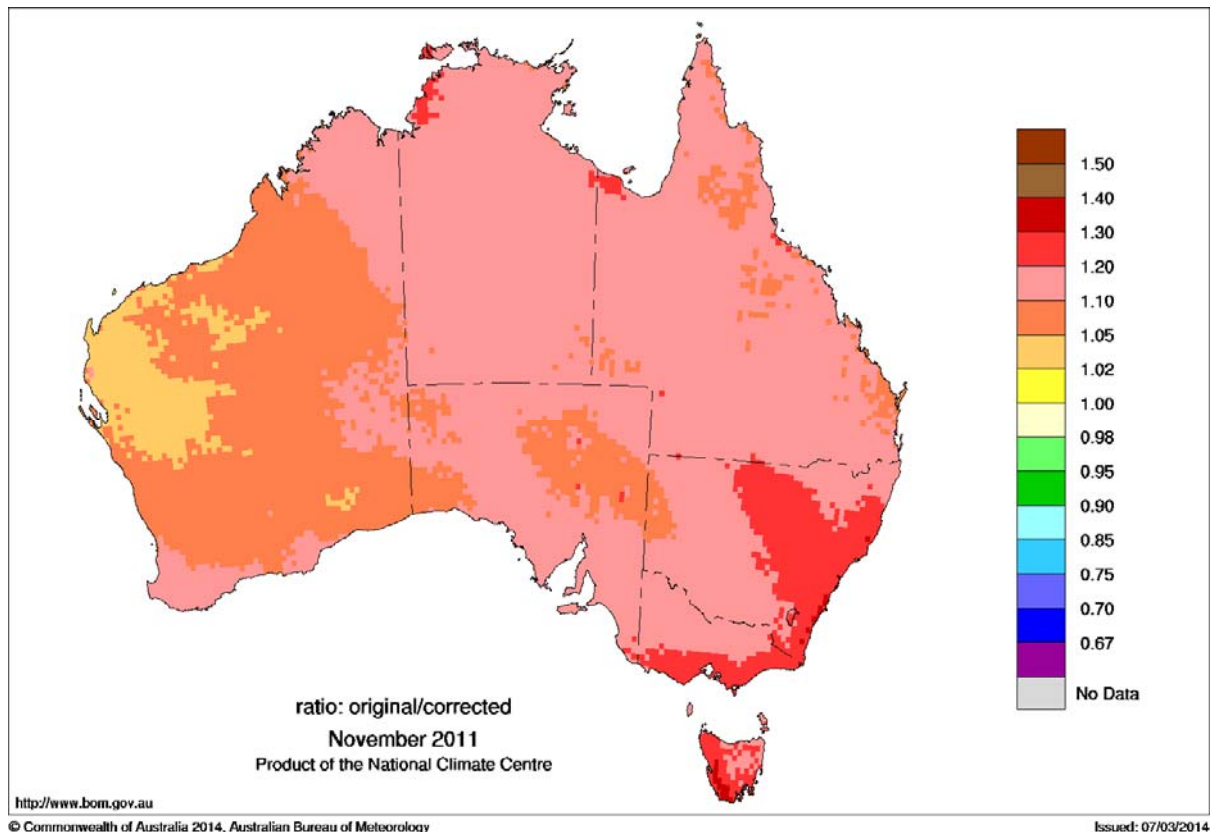 1.50
1.40
1.30
1.20
1.10
1.05
1.02
1.00
0.98
0.95
0.90
0.85
0.75
0.70
0.67
No Data
ratio: original/corrected
November 2011
Product of the National Climate Centre
http://www.bom.gov.au
© Commonwealth of Australia 2014, Australian Bureau of Meteorology
Issued: 07/03/2014